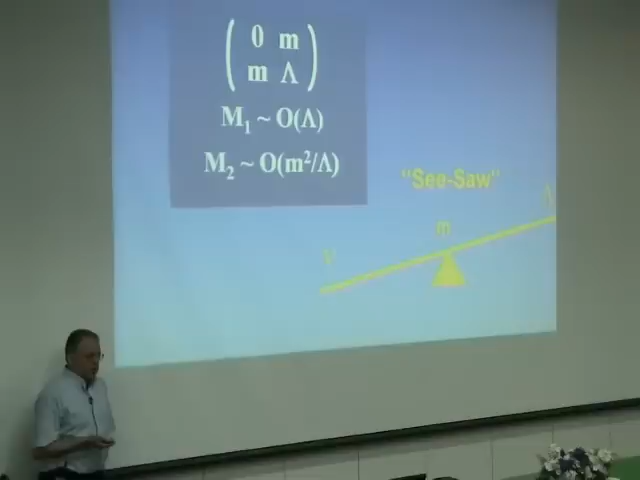 0 m
m Λ
M₁ ~ O(Λ)
M₂ ~ O(m²/Λ)
"See-Saw"
m